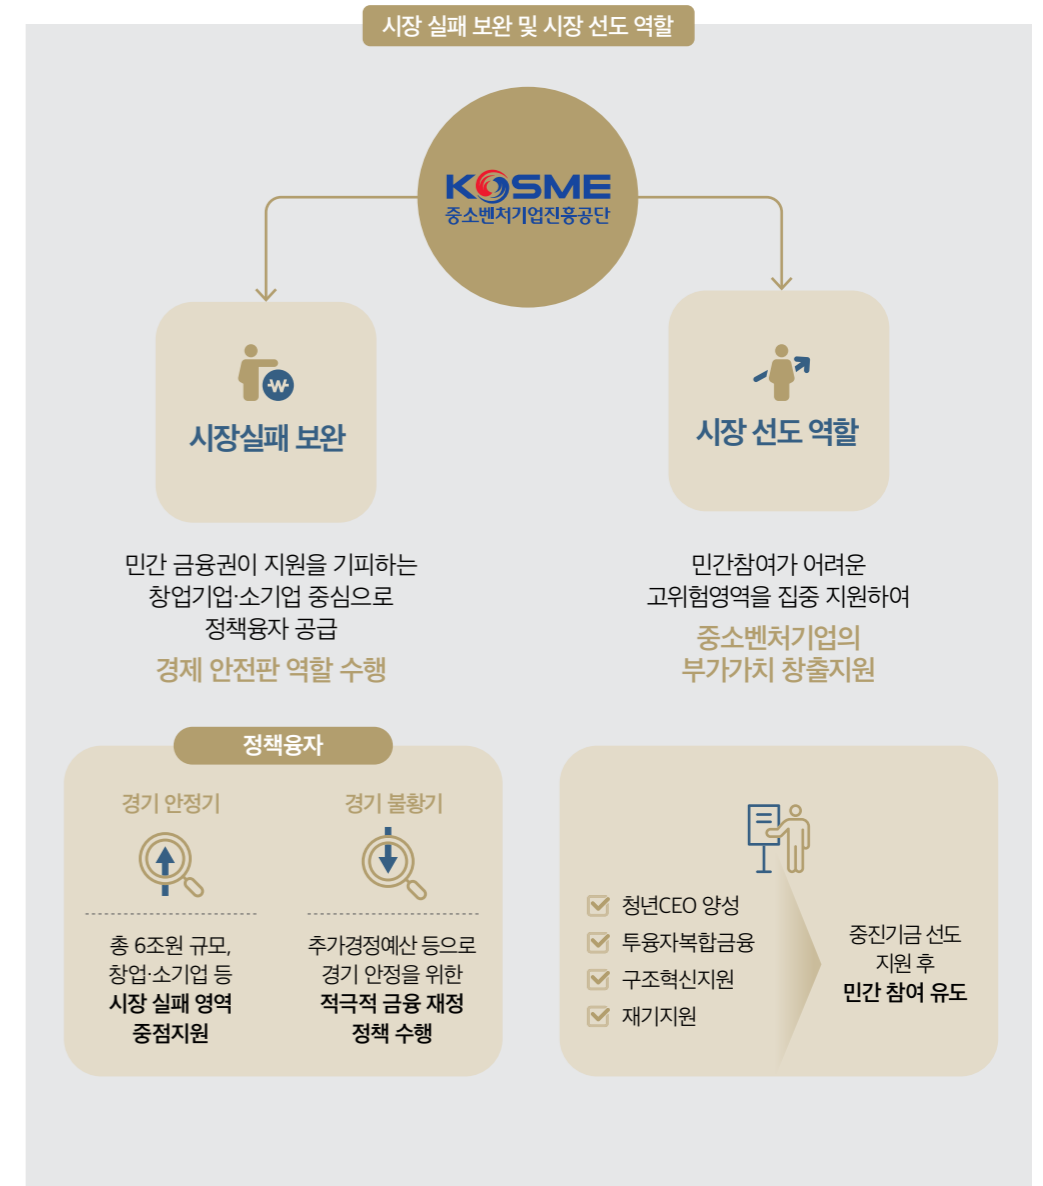 시장 실패 보완 및 시장 선도 역할
KOSME
중소벤처기업진흥공단
시장실패 보완
민간 금융권이 지원을 기피하는
창업기업·소기업 중심으로
정책융자 공급
경제 안전판 역할 수행
정책융자
경기 안정기
총 6조원 규모,
창업·소기업 등
시장 실패 영역
중점지원
경기 불황기
추가경정예산 등으로
경기 안정을 위한
적극적 금융 재정
정책 수행
시장 선도 역할
민간참여가 어려운
고위험영역을 집중 지원하여
중소벤처기업의
부가가치 창출지원
청년CEO 양성
투융자복합금융
구조혁신지원
재기지원
중진기금 선도
지원 후
민간 참여 유도